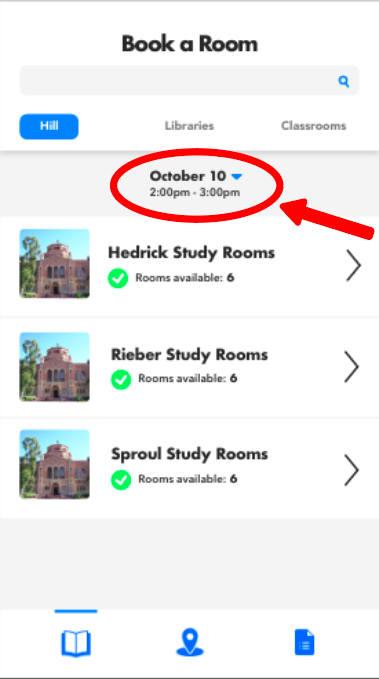 Book a Room
Hill
Libraries
Classrooms
October 10
2:00pm - 3:00pm
Hedrick Study Rooms
Rooms available: 6
Rieber Study Rooms
Rooms available: 6
Sproul Study Rooms
Rooms available: 6